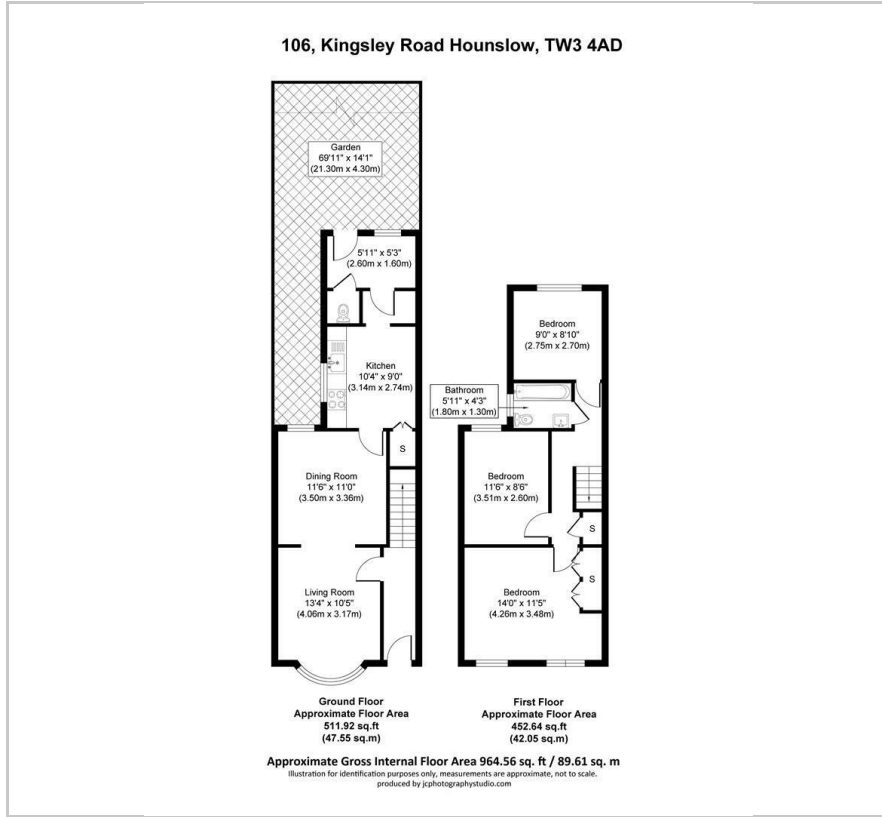 106, Kingsley Road Hounslow, TW3 4AD
Garden
69'11" x 14'1"
(21.30m x 4.30m)
5'11" x 5'3"
(2.60m x 1.60m)
Kitchen
10'4" x 9'0"
(3.14m x 2.74m)
S
Dining Room
11'6" x 11'0"
(3.50m x 3.36m)
Living Room
13'4" x 10'5"
(4.06m x 3.17m)
Ground Floor
Approximate Floor Area
511.92 sq.ft
(47.55 sq.m)
Bedroom
9'0" x 8'10"
(2.75m x 2.70m)
Bathroom
5'11" x 4'3"
(1.80m x 1.30m)
Bedroom
11'6" x 8'6"
(3.51m x 2.60m)
S
S
Bedroom
14'0" x 11'5"
(4.26m x 3.48m)
First Floor
Approximate Floor Area
452.64 sq.ft
(42.05 sq.m)
Approximate Gross Internal Floor Area 964.56 sq. ft / 89.61 sq. m
Illustration for identification purposes only, measurements are approximate, not to scale.
produced by jcphotographystudio.com